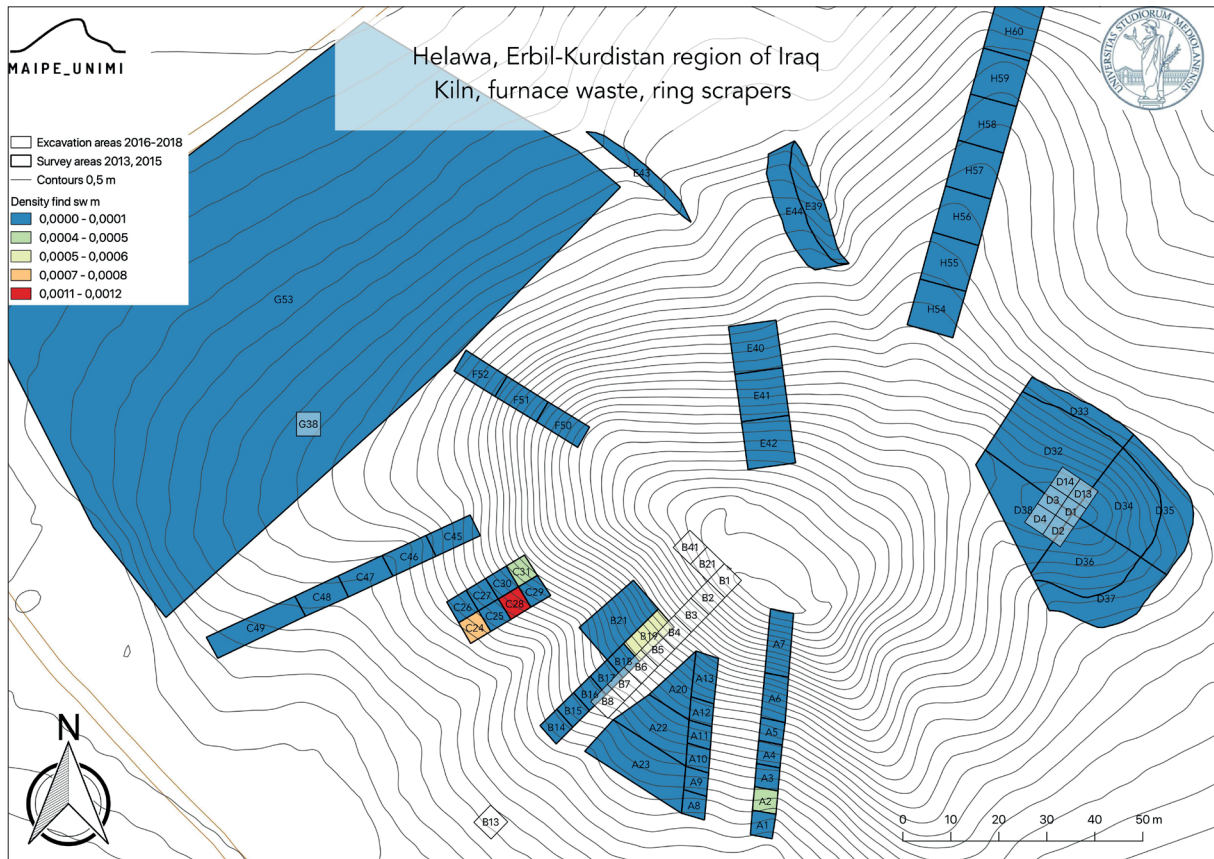 MAIPE_UNIMI
Helawa, Erbil-Kurdistan region of Iraq
Kiln, furnace waste, ring scrapers
UNIVERSITAS STUDIORUM MEDIOLANENSIS
Excavation areas 2016-2018
Survey areas 2013, 2015
Contours 0,5 m
Density find sw m
0,0000 - 0,0001
0,0004 - 0,0005
0,0005 - 0,0006
0,0007 - 0,0008
0,0011 - 0,0012
H60
H59
H58
H57
H56
H55
H54
E43
E44
E39
E40
E41
E42
G53
G38
F52
F51
F50
D33
D32
D14
D13
D3
D1
D4
D2
D38
D34
D35
D36
D37
C45
C46
C47
C48
C49
C31
C30
C29
C27
C28
C26
C25
C24
B41
B21
B1
B2
B3
B4
B5
B6
B7
B8
B21
B19
B18
B17
B16
B15
B14
B13
A13
A20
A12
A22
A11
A10
A23
A9
A8
A7
A6
A5
A4
A3
A2
A1
N
0 10 20 30 40 50 m